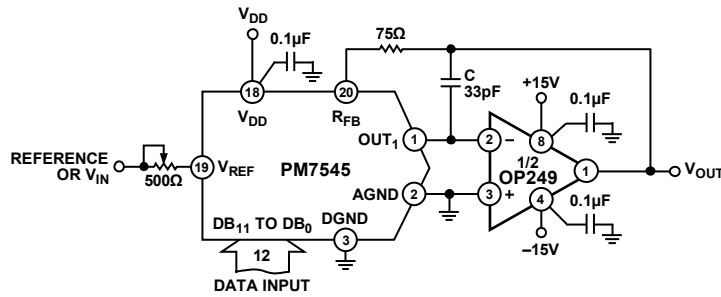 VDD
0.1µF
75Ω
C
33pF
+15V
0.1µF
18
VDD
20
RFB
OUT1
1
2
–
8
1/2
OP249
1
VOUT
REFERENCE
OR VIN
500Ω
19
VREF
PM7545
AGND
2
3
+
4
0.1µF
–15V
DB11 TO DB0
DGND
3
12
DATA INPUT